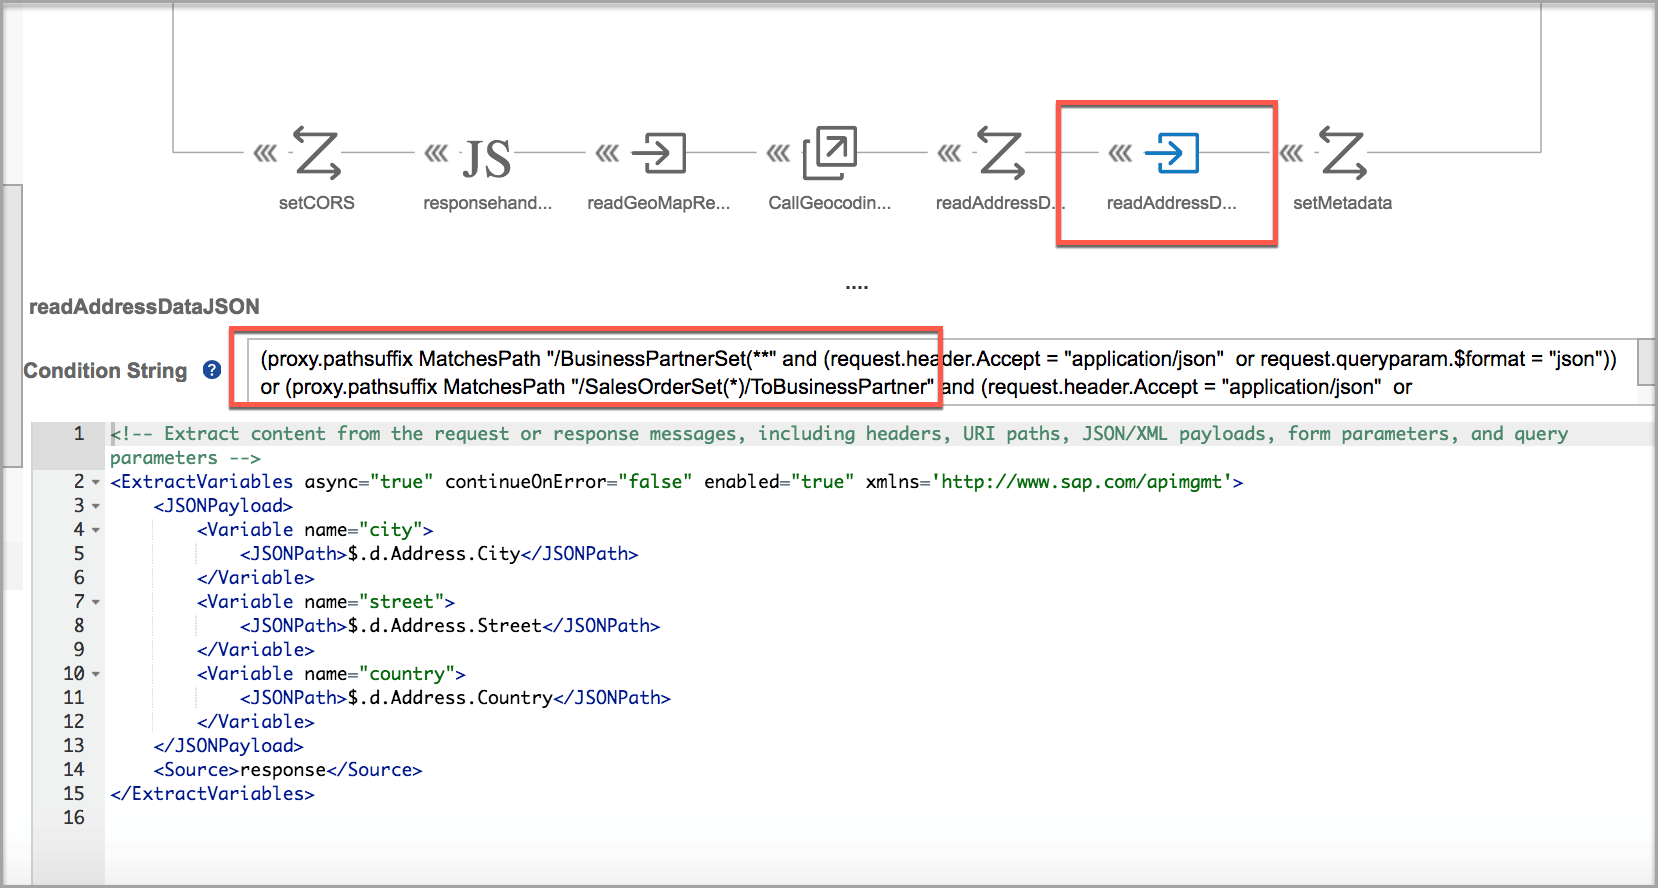 JS
setCORS
responsehand...
readGeoMapRe...
CallGeocodin...
readAddressD...
readAddressD...
setMetadata
....
readAddressDataJSON
Condition String ?
(proxy.pathsuffix MatchesPath "/BusinessPartnerSet(**" and (request.header.Accept = "application/json" or request.queryparam.$format = "json"))
or (proxy.pathsuffix MatchesPath "/SalesOrderSet(*)/ToBusinessPartner" and (request.header.Accept = "application/json" or
1 <!-- Extract content from the request or response messages, including headers, URI paths, JSON/XML payloads, form parameters, and query
parameters -->
2 <ExtractVariables async="true" continueOnError="false" enabled="true" xmlns='http://www.sap.com/apimgmt'>
3 <JSONPayload>
4 <Variable name="city">
5 <JSONPath>$.d.Address.City</JSONPath>
6 </Variable>
7 <Variable name="street">
8 <JSONPath>$.d.Address.Street</JSONPath>
9 </Variable>
10 <Variable name="country">
11 <JSONPath>$.d.Address.Country</JSONPath>
12 </Variable>
13 </JSONPayload>
14 <Source>response</Source>
15 </ExtractVariables>
16